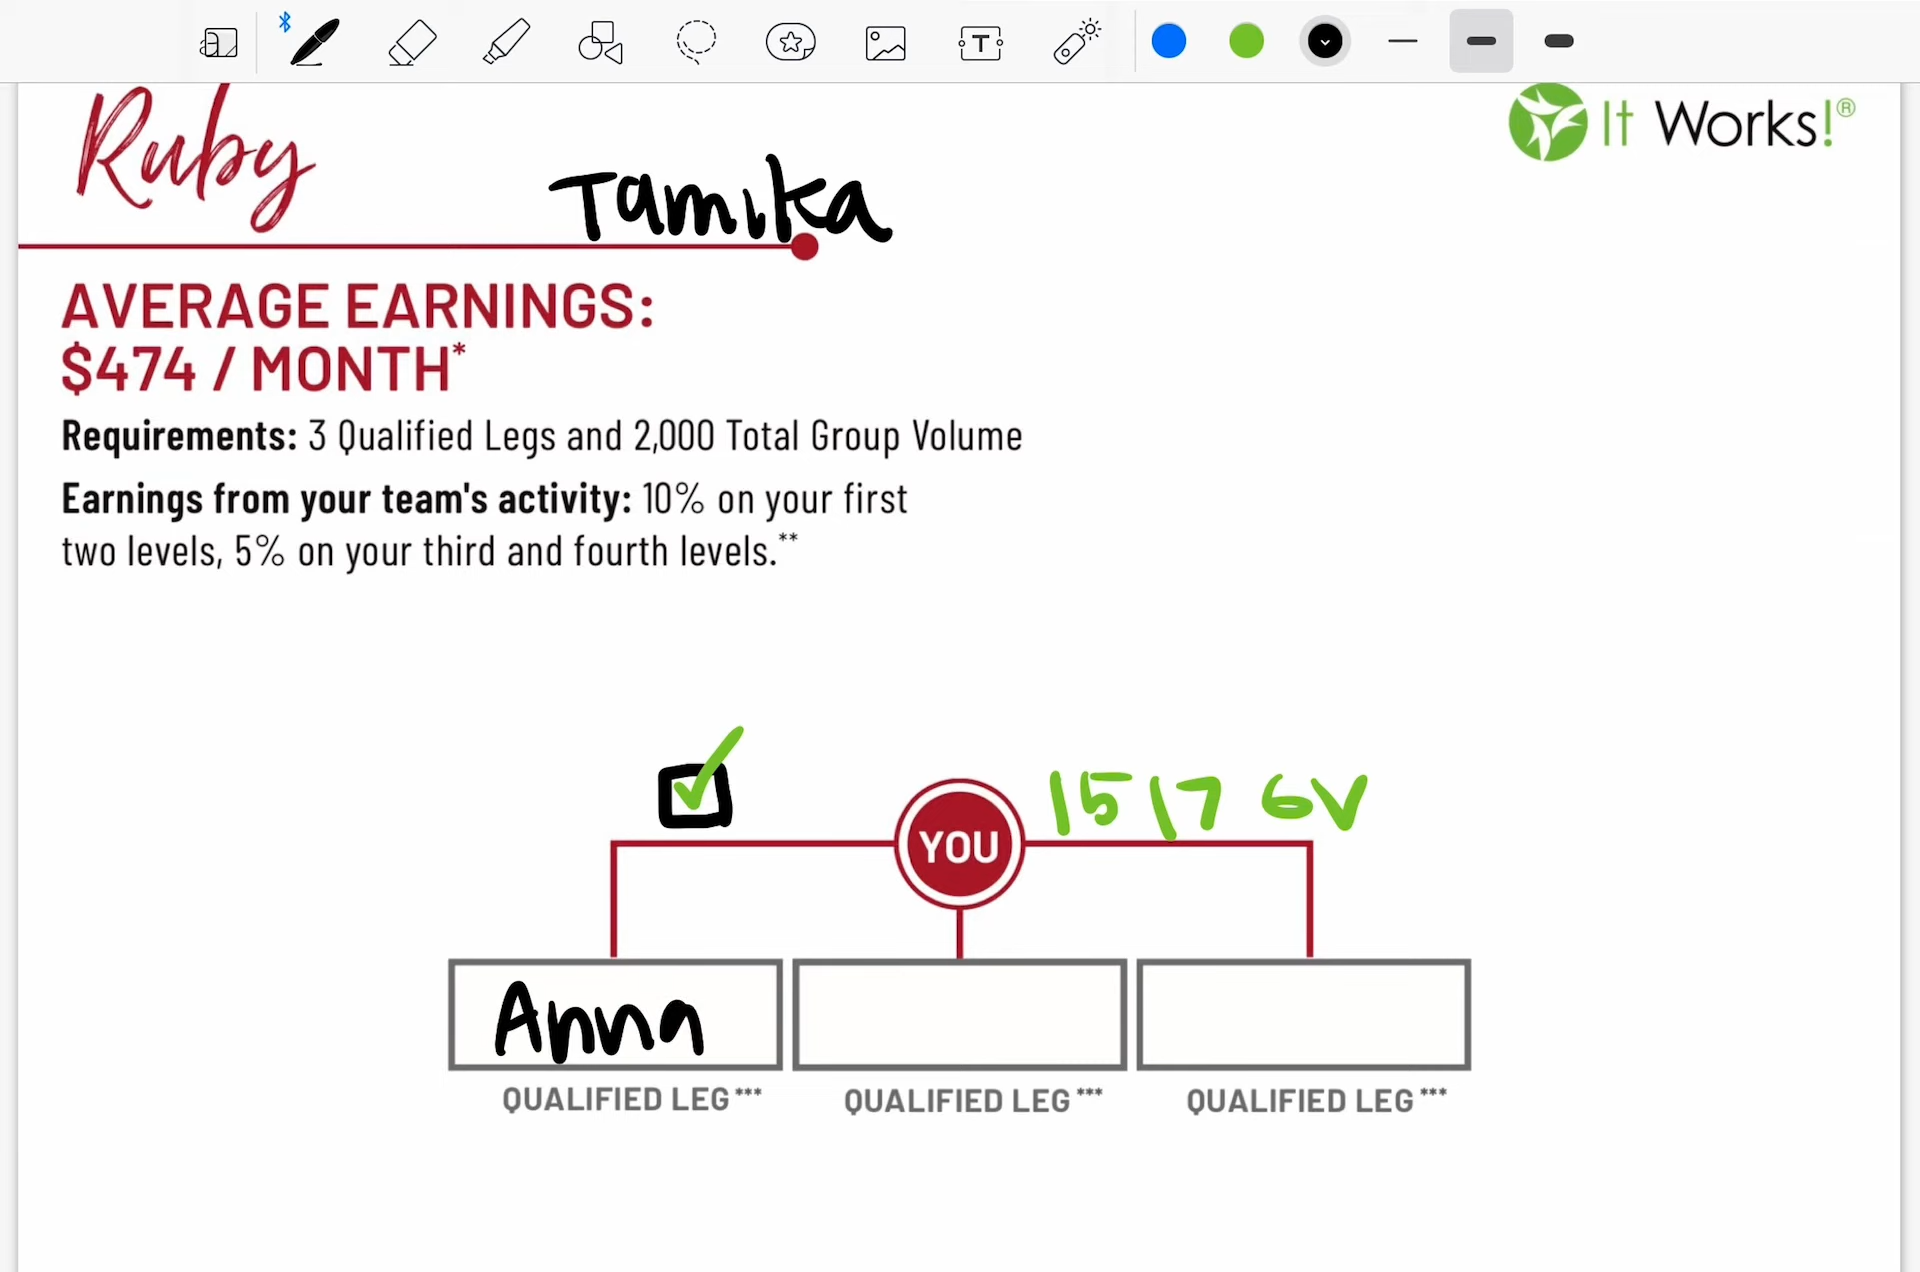 Ruby
It Works!®
Tamika
AVERAGE EARNINGS:
$474 / MONTH*
Requirements: 3 Qualified Legs and 2,000 Total Group Volume
Earnings from your team's activity: 10% on your first
two levels, 5% on your third and fourth levels.**
YOU
1517 GV
Anna
QUALIFIED LEG***
QUALIFIED LEG***
QUALIFIED LEG***